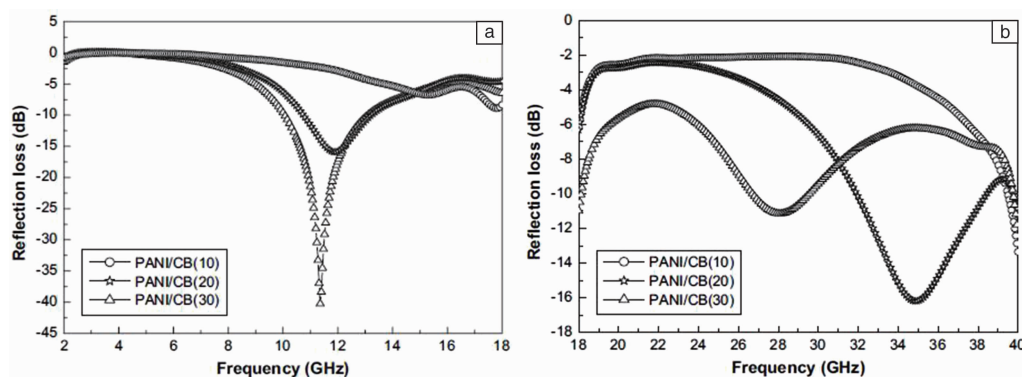 a
5
0
-5
-10
-15
-20
-25
-30
-35
-40
-45
Reflection loss (dB)
PANI/CB(10)
PANI/CB(20)
PANI/CB(30)
2 4 6 8 10 12 14 16 18
Frequency (GHz)
b
0
-2
-4
-6
-8
-10
-12
-14
-16
-18
Reflection loss (dB)
PANI/CB(10)
PANI/CB(20)
PANI/CB(30)
18 20 22 24 26 28 30 32 34 36 38 40
Frequency (GHz)